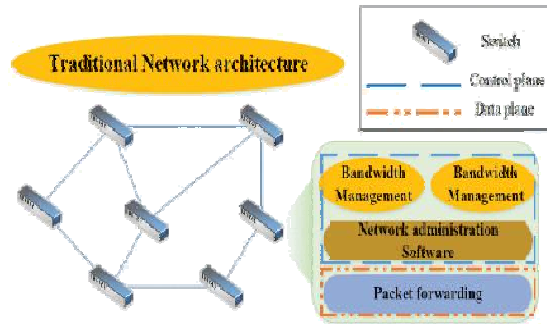 Traditional Network architecture
Switch
Control plane
Data plane
Bandwidth
Management
Bandwidth
Management
Network administration
Software
Packet forwarding